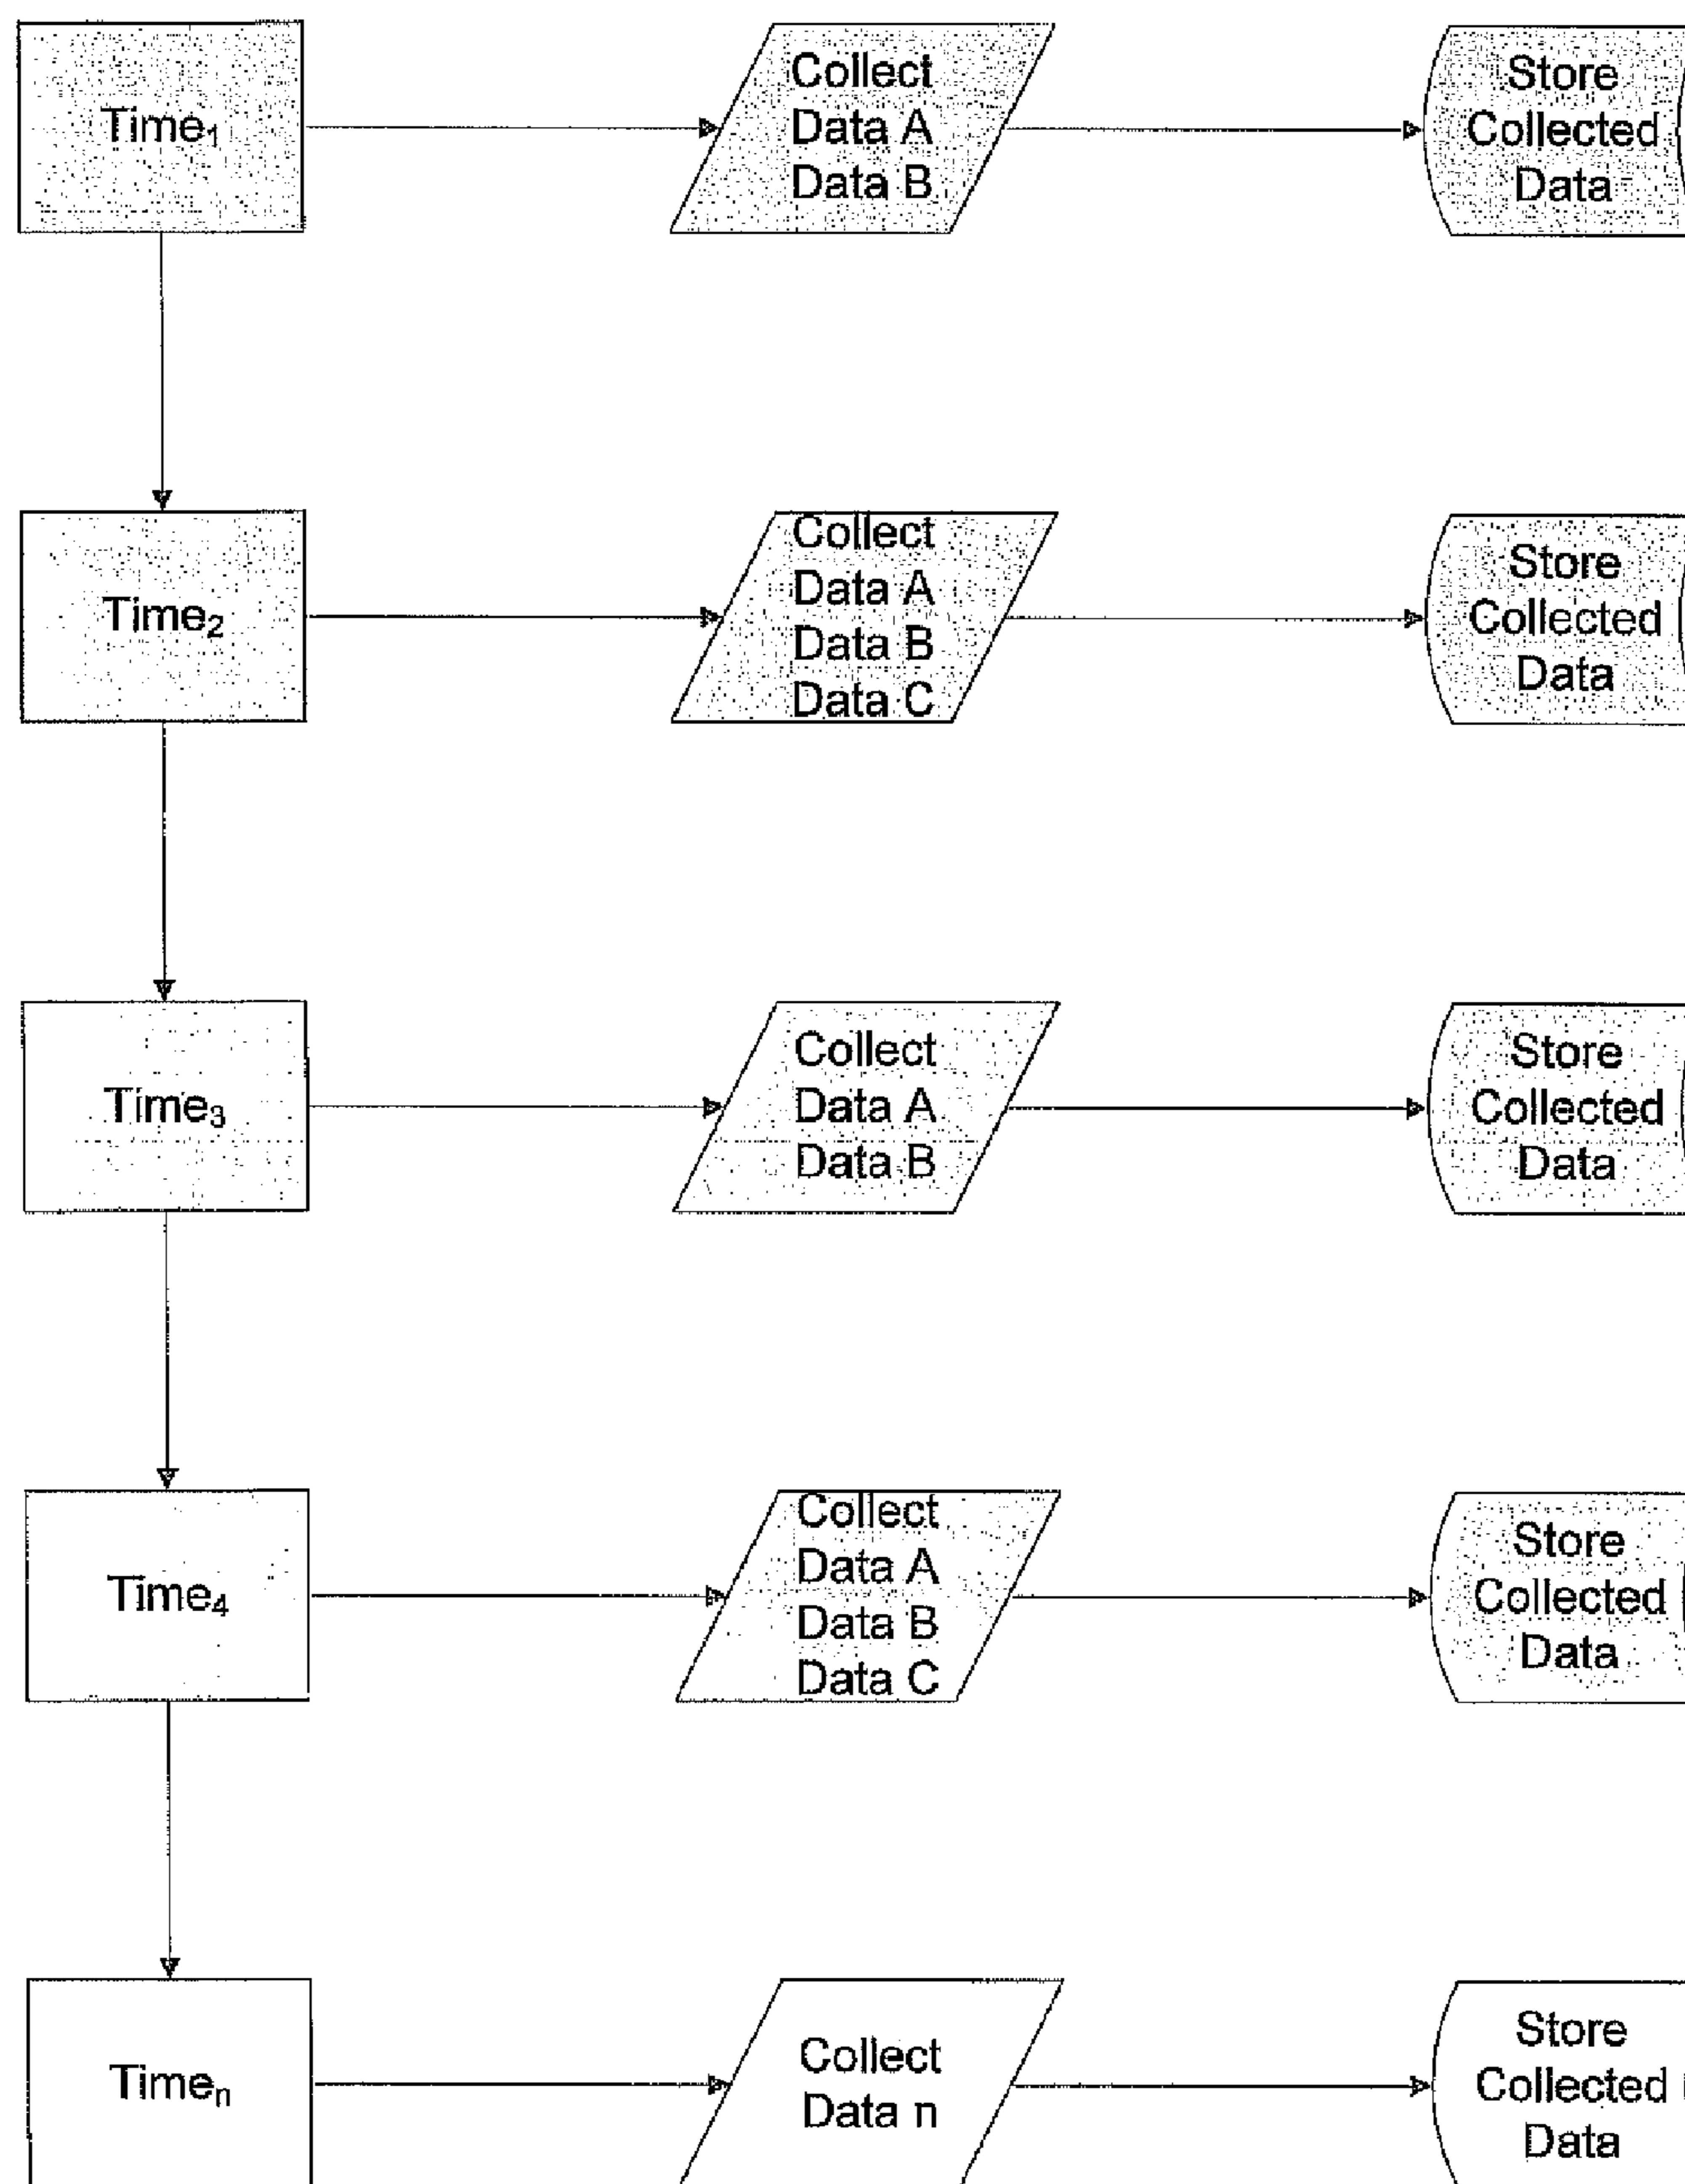 Time₁
Collect
Data A
Data B
Store
Collected
Data
Time₂
Collect
Data A
Data B
Data C
Store
Collected
Data
Time₃
Collect
Data A
Data B
Store
Collected
Data
Time₄
Collect
Data A
Data B
Data C
Store
Collected
Data
Timeₙ
Collect
Data n
Store
Collected
Data